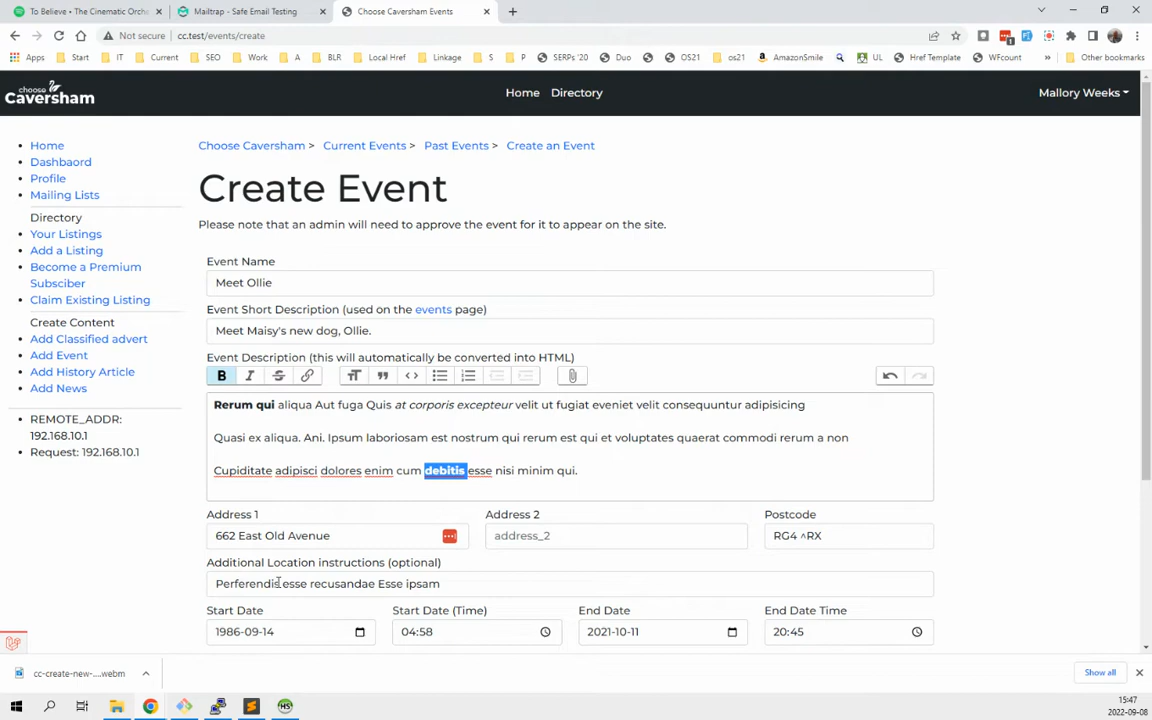 To Believe • The Cinematic Orche
Mailtrap - Safe Email Testing
Choose Caversham Events
Not secure | cc.test/events/create
Apps Start IT Current SEO Work A BLR Local Href Linkage S P SERPs '20 Duo OS21 os21 AmazonSmile UL Href Template WFcount » Other bookmarks
choose
Caversham
Home Directory
Mallory Weeks
Home
Dashbaord
Profile
Mailing Lists
Directory
Your Listings
Add a Listing
Become a Premium
Subsciber
Claim Existing Listing
Create Content
Add Classified advert
Add Event
Add History Article
Add News
REMOTE_ADDR:
192.168.10.1
Request: 192.168.10.1
Choose Caversham > Current Events > Past Events > Create an Event
Create Event
Please note that an admin will need to approve the event for it to appear on the site.
Event Name
Meet Ollie
Event Short Description (used on the events page)
Meet Maisy's new dog, Ollie.
Event Description (this will automatically be converted into HTML)
Rerum qui aliqua Aut fuga Quis at corporis excepteur velit ut fugiat eveniet velit consequuntur adipisicing
Quasi ex aliqua. Ani. Ipsum laboriosam est nostrum qui rerum est qui et voluptates quaerat commodi rerum a non
Cupiditate adipisci dolores enim cum debitis esse nisi minim qui.
Address 1 Address 2 Postcode
662 East Old Avenue address_2 RG4 ^RX
Additional Location instructions (optional)
Perferendis esse recusandae Esse ipsam
Start Date Start Date (Time) End Date End Date Time
1986-09-14 04:58 2021-10-11 20:45
cc-create-new-....webm
Show all
15:47
2022-09-08